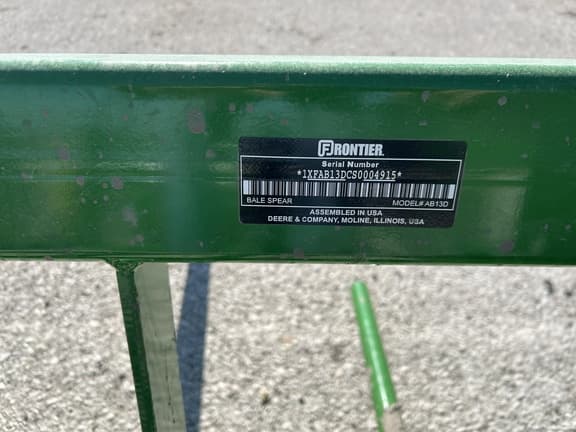 FRONTIER
Serial Number
*1XFAB13DCS0004915*
BALE SPEAR MODEL# AB13D
ASSEMBLED IN USA
DEERE & COMPANY, MOLINE, ILLINOIS, USA